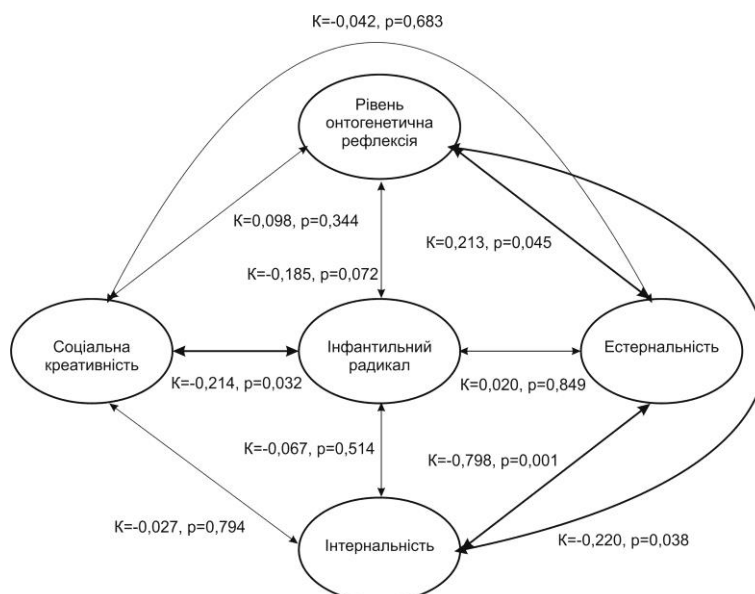 К=-0,042, р=0,683
Рівень
онтогенетична
рефлексія
К=0,098, р=0,344
К=0,213, р=0,045
К=-0,185, р=0,072
Соціальна
креативність
Інфантильний
радикал
Естернальність
К=-0,214, р=0,032
К=0,020, р=0,849
К=-0,067, р=0,514
К=-0,798, р=0,001
К=-0,027, р=0,794
Інтернальність
К=-0,220, р=0,038